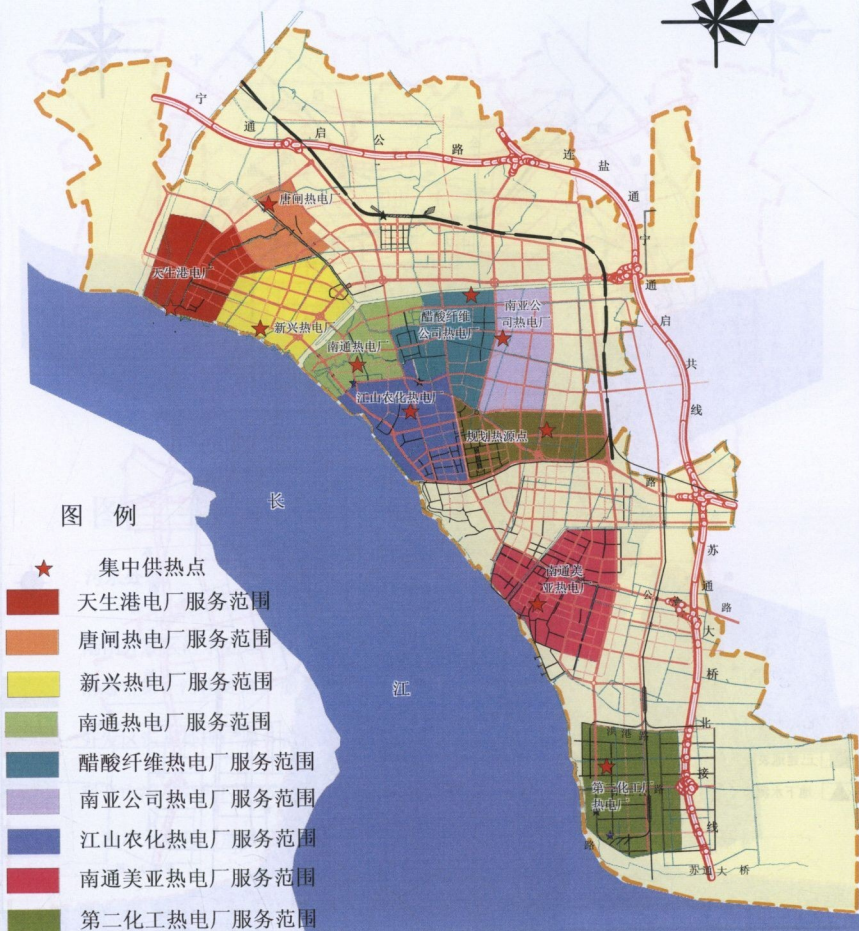 宁通启公路
连盐通
宁通启共线
唐闸热电厂
天生港电厂
新兴热电厂
南通热电厂
醋酸纤维
公司热电厂
南亚公
司热电厂
江山农化热电厂
规划热源点
路
长
江
南通美
亚热电厂
公
路
苏通大桥北接线
港
路
第二化工厂
热电厂
路
路
苏通大桥
图例
集中供热点
天生港电厂服务范围
唐闸热电厂服务范围
新兴热电厂服务范围
南通热电厂服务范围
醋酸纤维热电厂服务范围
南亚公司热电厂服务范围
江山农化热电厂服务范围
南通美亚热电厂服务范围
第二化工热电厂服务范围